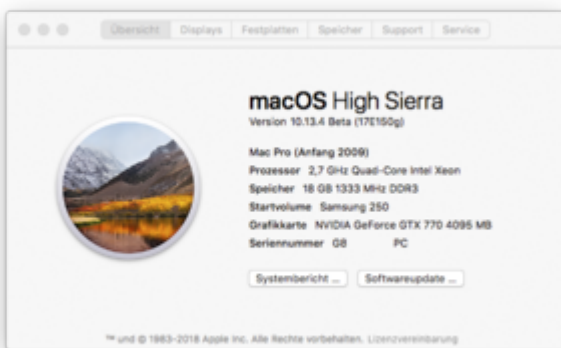 Übersicht Displays Festplatten Speicher Support Service
macOS High Sierra
Version 10.13.4 Beta (17E150g)
Mac Pro (Anfang 2009)
Prozessor 2,7 GHz Quad-Core Intel Xeon
Speicher 18 GB 1333 MHz DDR3
Startvolume Samsung 250
Grafikkarte NVIDIA GeForce GTX 770 4095 MB
Seriennummer G8 PC
Systembericht ... Softwareupdate ...
™ und © 1983-2018 Apple Inc. Alle Rechte vorbehalten. Lizenzvereinbarung